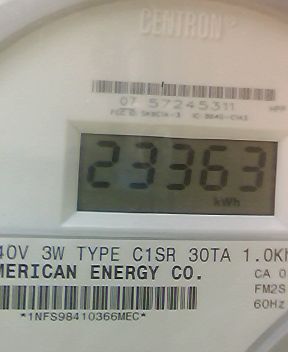 CENTRON
07 57245311
23363
kWh
40V 3W TYPE C1SR 30TA 1.0Kh
MERICAN ENERGY CO.
CA 0
FM2S
60Hz
*1NFS98410366MEC*